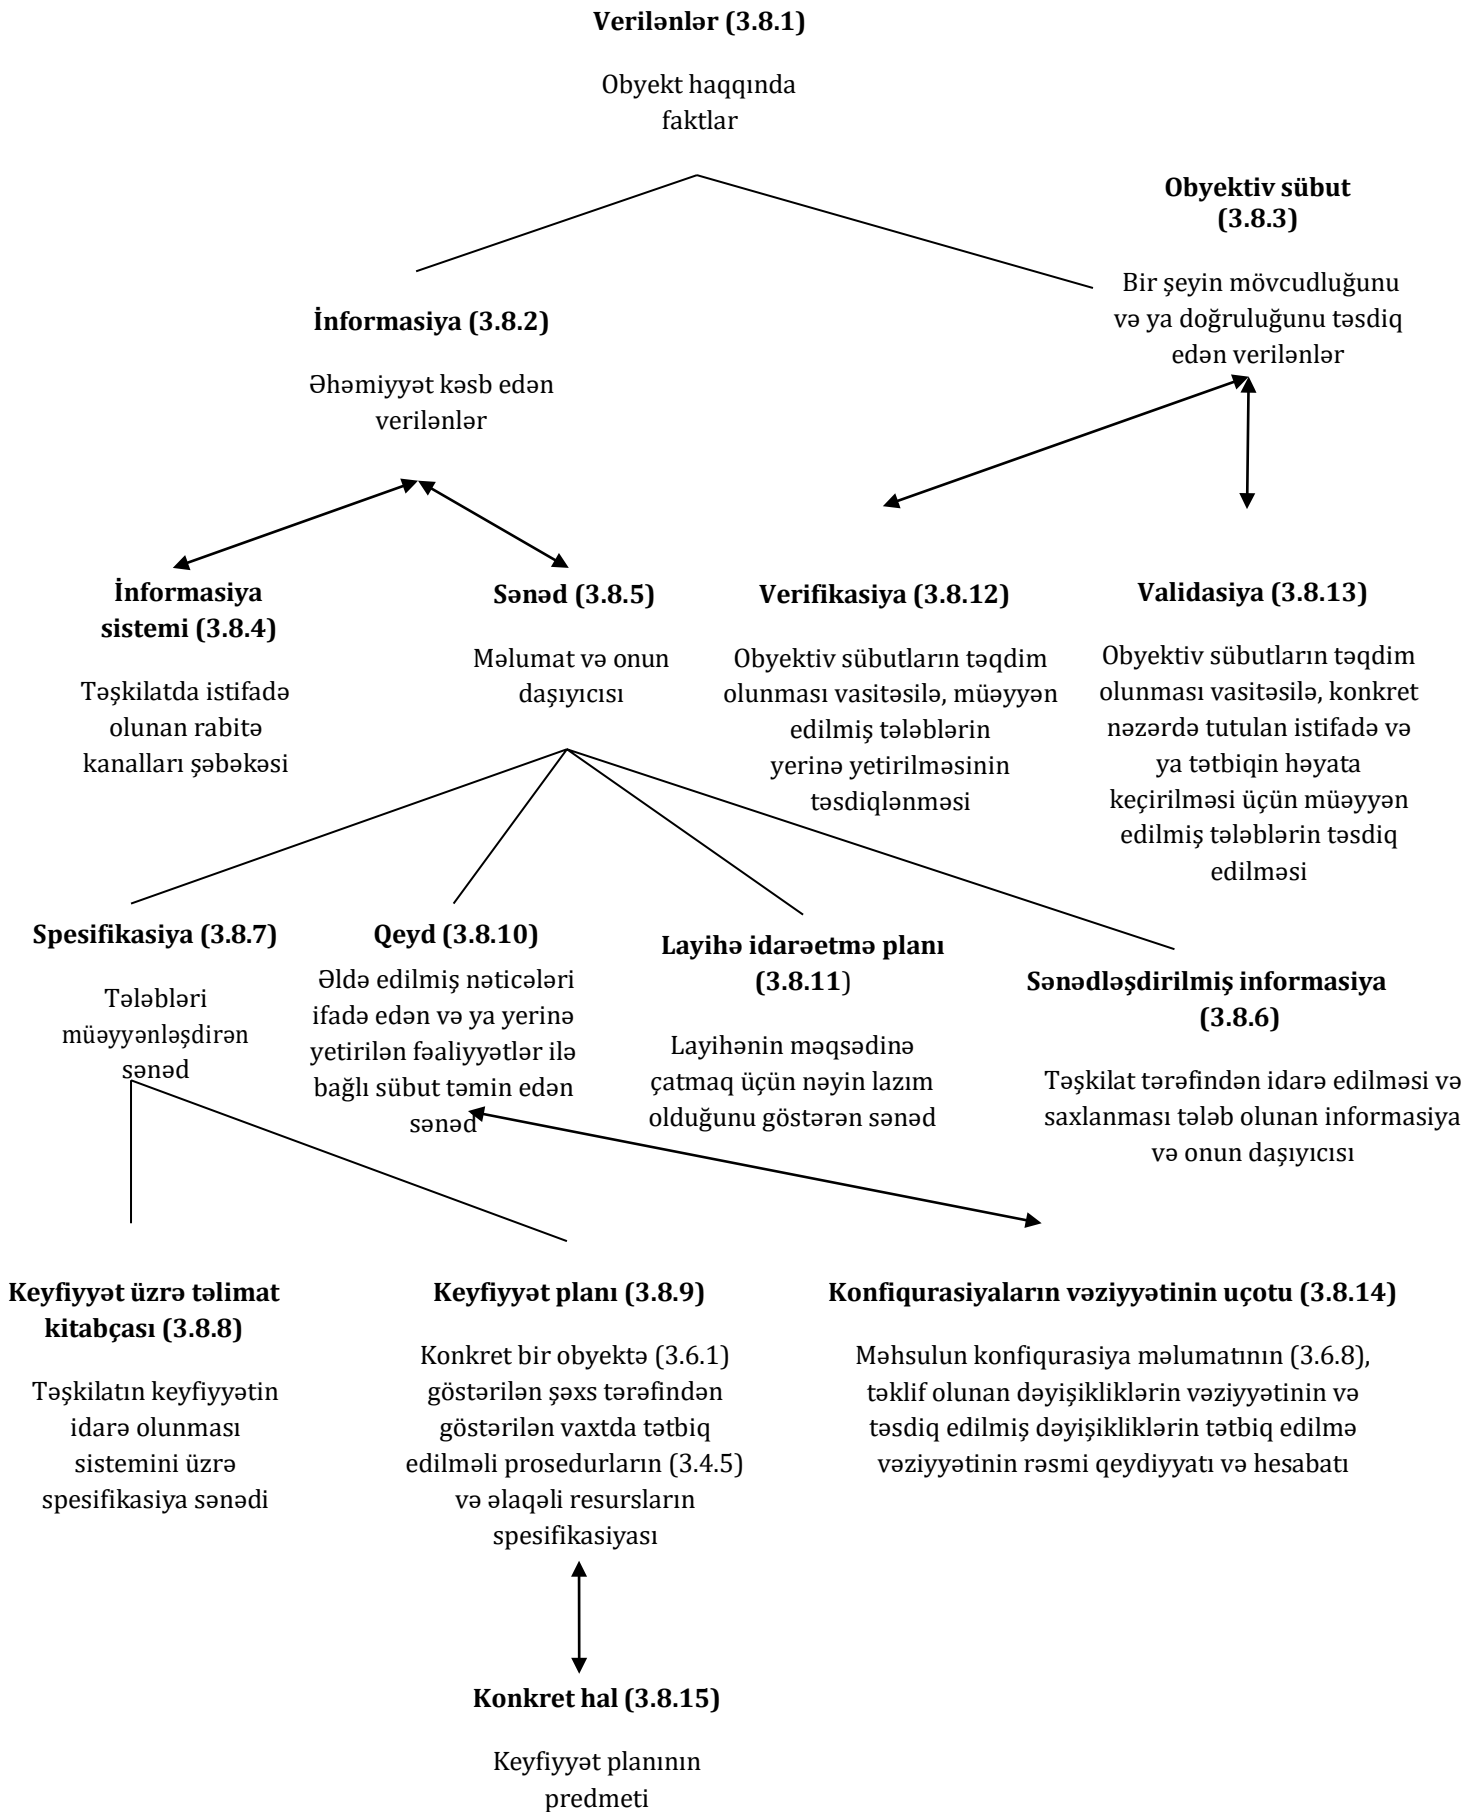 Verilənlər (3.8.1)
Obyekt haqqında
faktlar
Obyektiv sübut
(3.8.3)
Bir şeyin mövcudluğunu
və ya doğruluğunu təsdiq
edən verilənlər
İnformasiya (3.8.2)
Əhəmiyyət kəsb edən
verilənlər
İnformasiya
sistemi (3.8.4)
Təşkilatda istifadə
olunan rabitə
kanalları şəbəkəsi
Sənəd (3.8.5)
Məlumat və onun
daşıyıcısı
Verifikasiya (3.8.12)
Obyektiv sübutların təqdim
olunması vasitəsilə, müəyyən
edilmiş tələblərin
yerinə yetirilməsinin
təsdiqlənməsi
Validasiya (3.8.13)
Obyektiv sübutların təqdim
olunması vasitəsilə, konkret
nəzərdə tutulan istifadə və
ya tətbiqin həyata
keçirilməsi üçün müəyyən
edilmiş tələblərin təsdiq
edilməsi
Spesifikasiya (3.8.7)
Tələbləri
müəyyənləşdirən
sənəd
Qeyd (3.8.10)
Əldə edilmiş nəticələri
ifadə edən və ya yerinə
yetirilən fəaliyyətlər ilə
bağlı sübut təmin edən
sənəd
Layihə idarəetmə planı
(3.8.11)
Layihənin məqsədinə
çatmaq üçün nəyin lazım
olduğunu göstərən sənəd
Sənədləşdirilmiş informasiya
(3.8.6)
Təşkilat tərəfindən idarə edilməsi və
saxlanması tələb olunan informasiya
və onun daşıyıcısı
Keyfiyyət üzrə təlimat
kitabçası (3.8.8)
Təşkilatın keyfiyyətin
idarə olunması
sistemini üzrə
spesifikasiya sənədi
Keyfiyyət planı (3.8.9)
Konkret bir obyektə (3.6.1)
göstərilən şəxs tərəfindən
göstərilən vaxtda tətbiq
edilməli prosedurların (3.4.5)
və əlaqəli resursların
spesifikasiyası
Konfiqurasiyaların vəziyyətinin uçotu (3.8.14)
Məhsulun konfiqurasiya məlumatının (3.6.8),
təklif olunan dəyişikliklərin vəziyyətinin və
təsdiq edilmiş dəyişikliklərin tətbiq edilmə
vəziyyətinin rəsmi qeydiyyatı və hesabatı
Konkret hal (3.8.15)
Keyfiyyət planının
predmeti